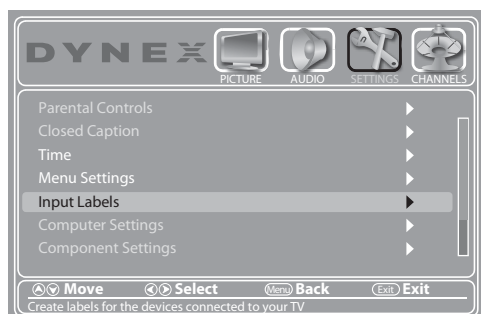 DYNEX
PICTURE AUDIO SETTINGS CHANNELS
Parental Controls
Closed Caption
Time
Menu Settings
Input Labels
Computer Settings
Component Settings
Move Select Menu Back Exit Exit
Create labels for the devices connected to your TV